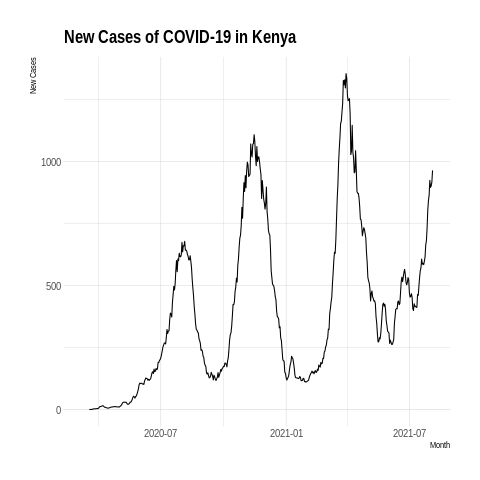 New Cases of COVID-19 in Kenya
New Cases
1000
500
0
2020-07 2021-01 2021-07
Month